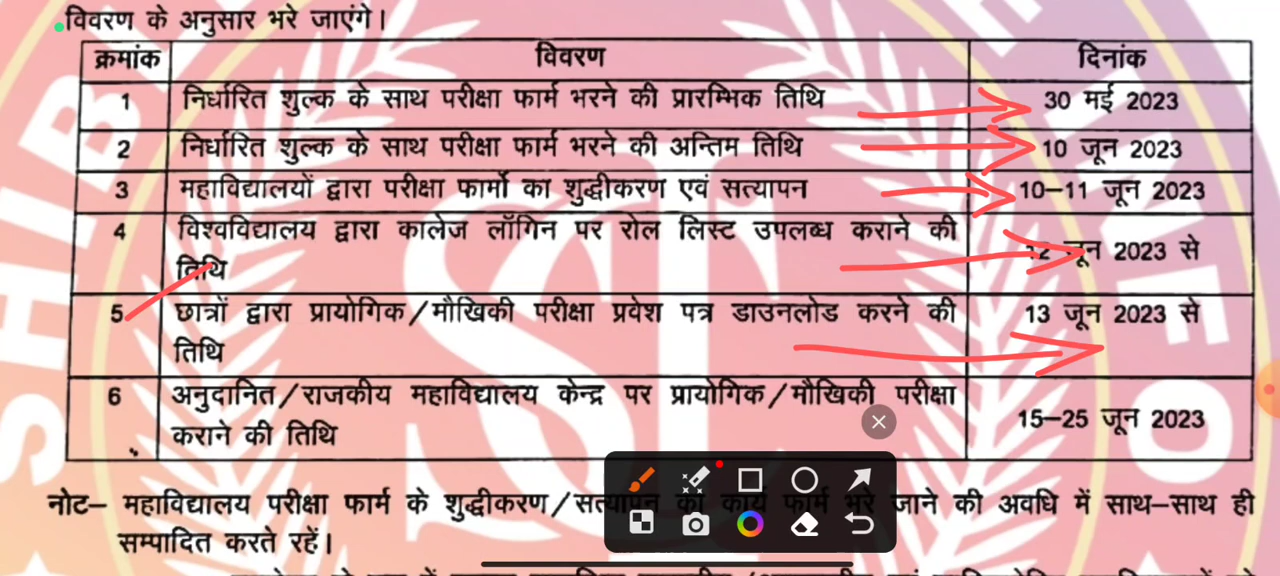 विवरण के अनुसार भरे जाएंगे।
क्रमांक विवरण दिनांक
1 निर्धारित शुल्क के साथ परीक्षा फार्म भरने की प्रारम्भिक तिथि 30 मई 2023
2 निर्धारित शुल्क के साथ परीक्षा फार्म भरने की अन्तिम तिथि 10 जून 2023
3 महाविद्यालयों द्वारा परीक्षा फार्मो का शुद्धीकरण एवं सत्यापन 10–11 जून 2023
4 विश्वविद्यालय द्वारा कालेज लॉगिन पर रोल लिस्ट उपलब्ध कराने की
तिथि 12 जून 2023 से
5 छात्रों द्वारा प्रायोगिक/मौखिकी परीक्षा प्रवेश पत्र डाउनलोड करने की 13 जून 2023 से
तिथि
6 अनुदानित/राजकीय महाविद्यालय केन्द्र पर प्रायोगिक/मौखिकी परीक्षा
कराने की तिथि 15–25 जून 2023
नोट– महाविद्यालय परीक्षा फार्म के शुद्धीकरण/सत्यापन का कार्य फार्म भरे जाने की अवधि में साथ–साथ ही
सम्पादित करते रहें।